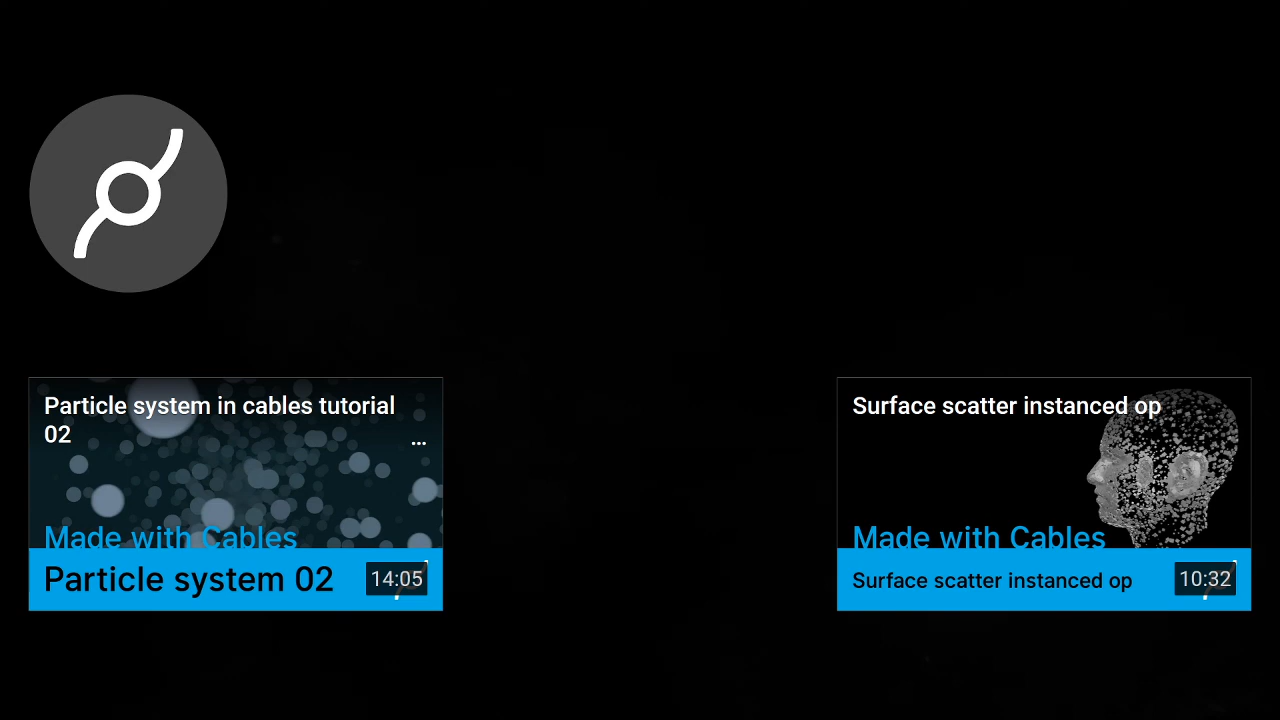 Particle system in cables tutorial
02
...
Made with Cables
Particle system 02
14:05
Surface scatter instanced op
Made with Cables
Surface scatter instanced op
10:32